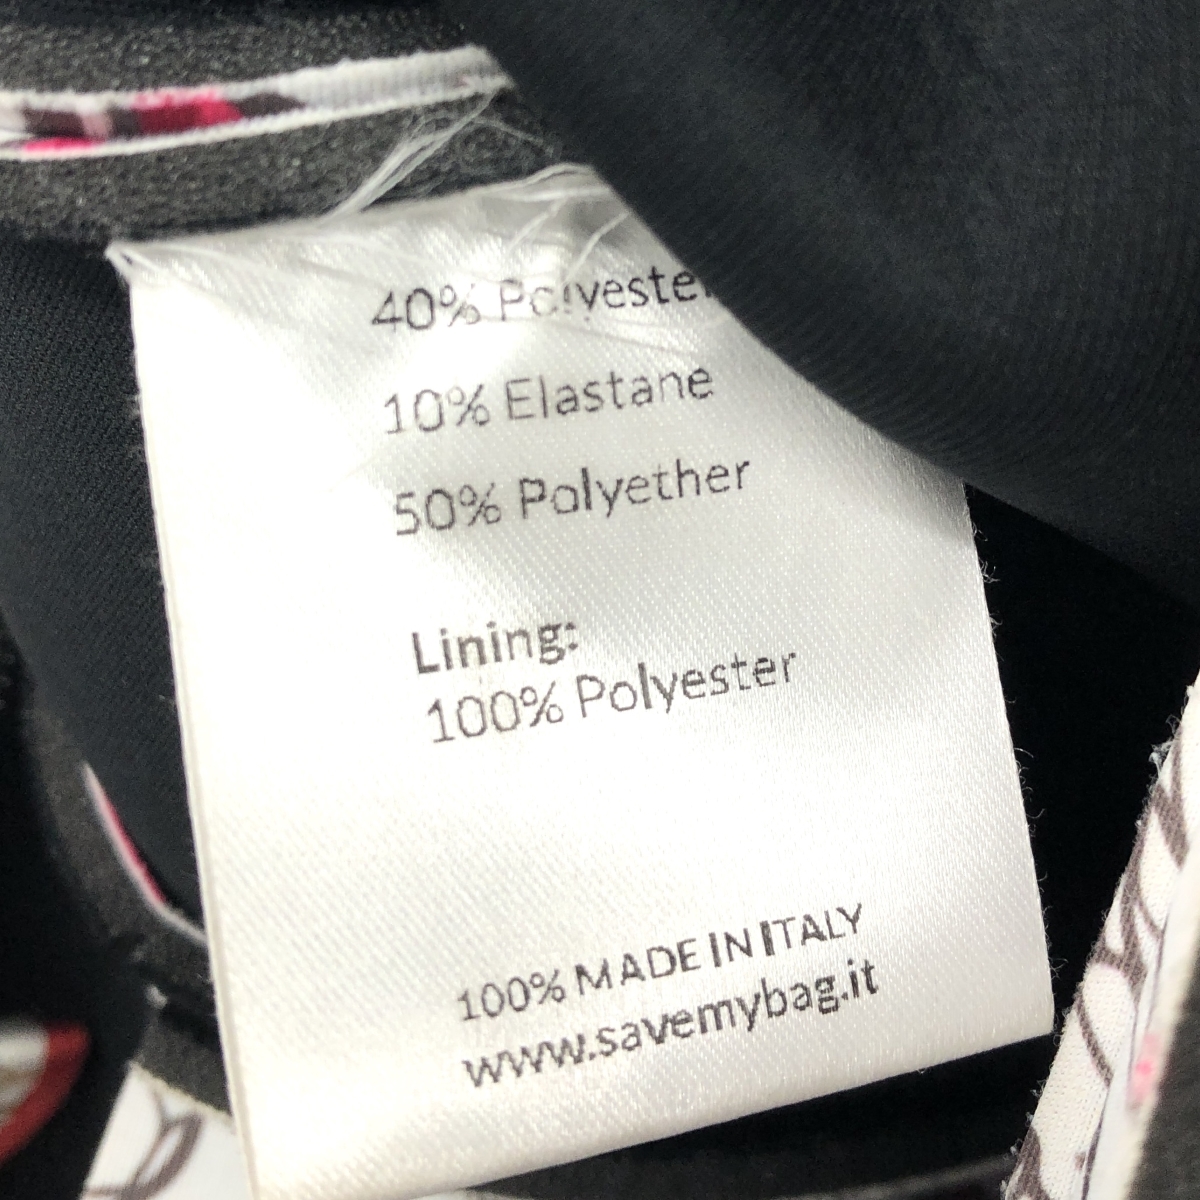 40% Polyester
10% Elastane
50% Polyether
Lining:
100% Polyester
100% MADE IN ITALY
www.savemybag.it